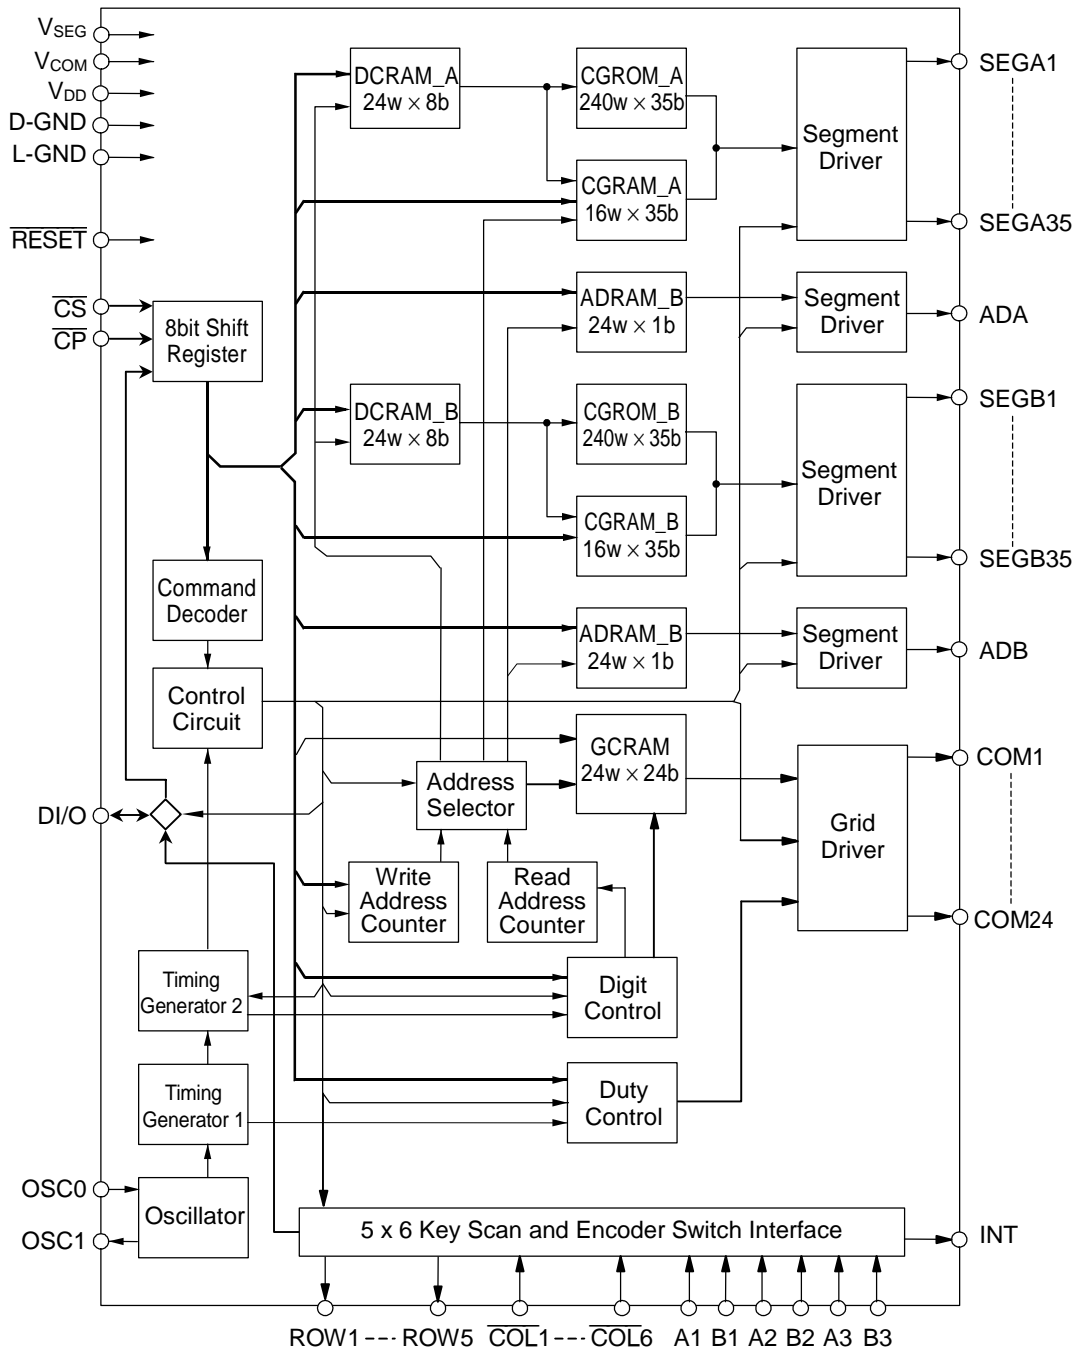 VSEG
VCOM
VDD
D-GND
L-GND
RESET
CS
CP
8bit Shift
Register
DCRAM_A
24w × 8b
CGROM_A
240w × 35b
CGRAM_A
16w × 35b
Segment
Driver
SEGA1
SEGA35
ADRAM_B
24w × 1b
Segment
Driver
ADA
DCRAM_B
24w × 8b
CGROM_B
240w × 35b
CGRAM_B
16w × 35b
Segment
Driver
SEGB1
SEGB35
Command
Decoder
ADRAM_B
24w × 1b
Segment
Driver
ADB
Control
Circuit
GCRAM
24w × 24b
Address
Selector
DI/O
Grid
Driver
COM1
COM24
Write
Address
Counter
Read
Address
Counter
Timing
Generator 2
Digit
Control
Timing
Generator 1
Duty
Control
OSC0
OSC1
Oscillator
5 x 6 Key Scan and Encoder Switch Interface
INT
ROW1 ---- ROW5 COL1 ---- COL6 A1 B1 A2 B2 A3 B3